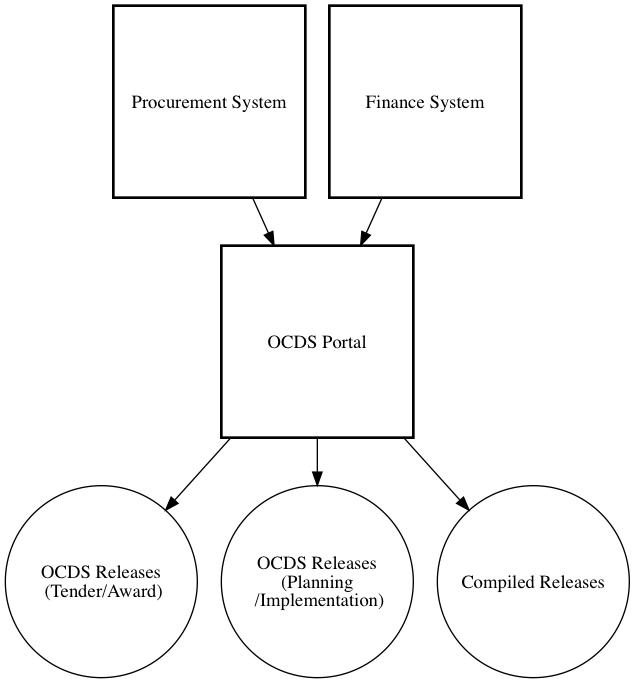 Procurement System
Finance System
OCDS Portal
OCDS Releases
(Tender/Award)
OCDS Releases
(Planning
/Implementation)
Compiled Releases